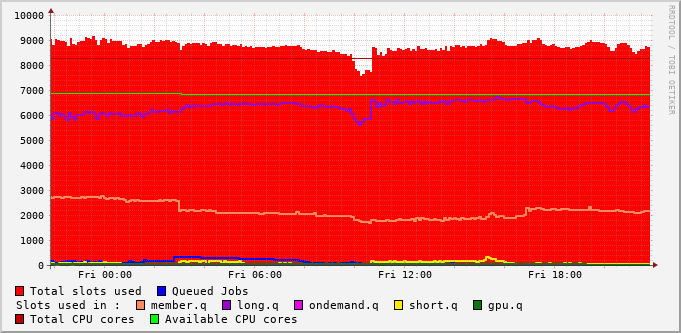 10000
9000
8000
7000
6000
5000
4000
3000
2000
1000
0
Fri 00:00 Fri 06:00 Fri 12:00 Fri 18:00
RRDTOOL / TOBI OETIKER
Total slots used Queued Jobs
Slots used in : member.q long.q ondemand.q short.q gpu.q
Total CPU cores Available CPU cores